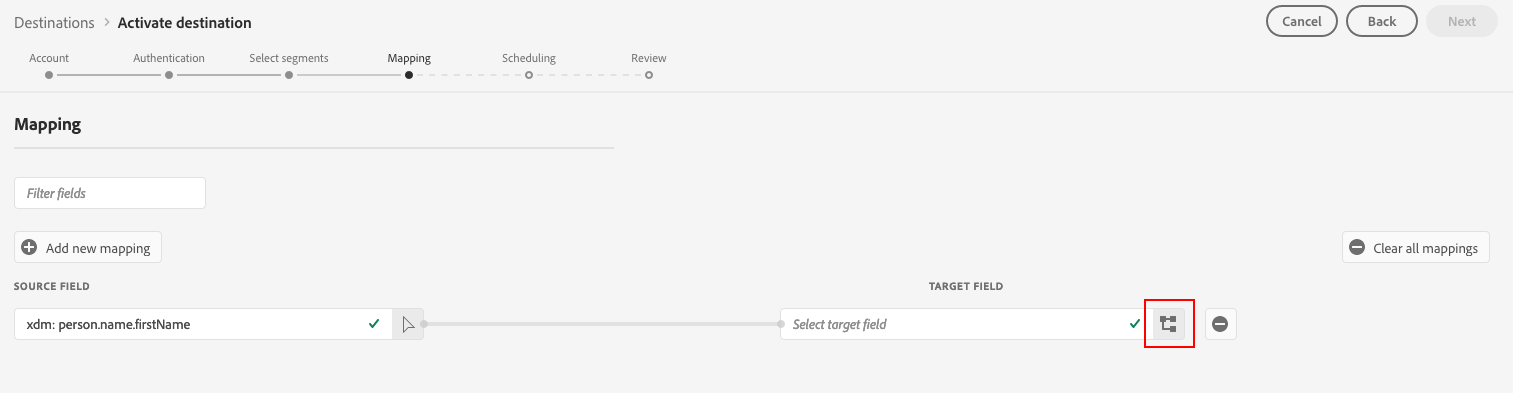 Destinations > Activate destination
Cancel
Back
Next
Account
Authentication
Select segments
Mapping
Scheduling
Review
Mapping
Filter fields
Add new mapping
Clear all mappings
SOURCE FIELD
TARGET FIELD
xdm: person.name.firstName
Select target field